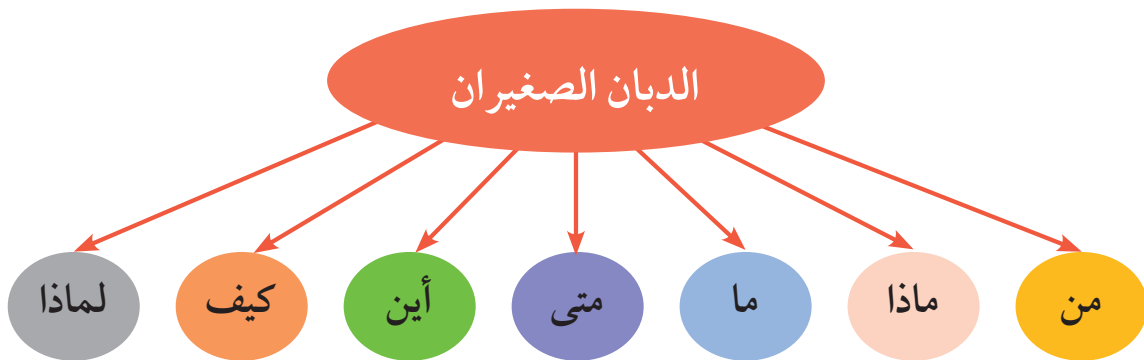 الدبان الصغيران
من
ماذا
ما
متى
أين
كيف
لماذا